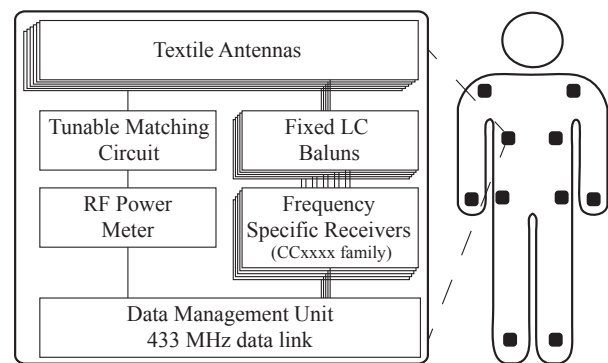 Textile Antennas
Tunable Matching
Circuit
Fixed LC
Baluns
RF Power
Meter
Frequency
Specific Receivers
(CCxxxx family)
Data Management Unit
433 MHz data link